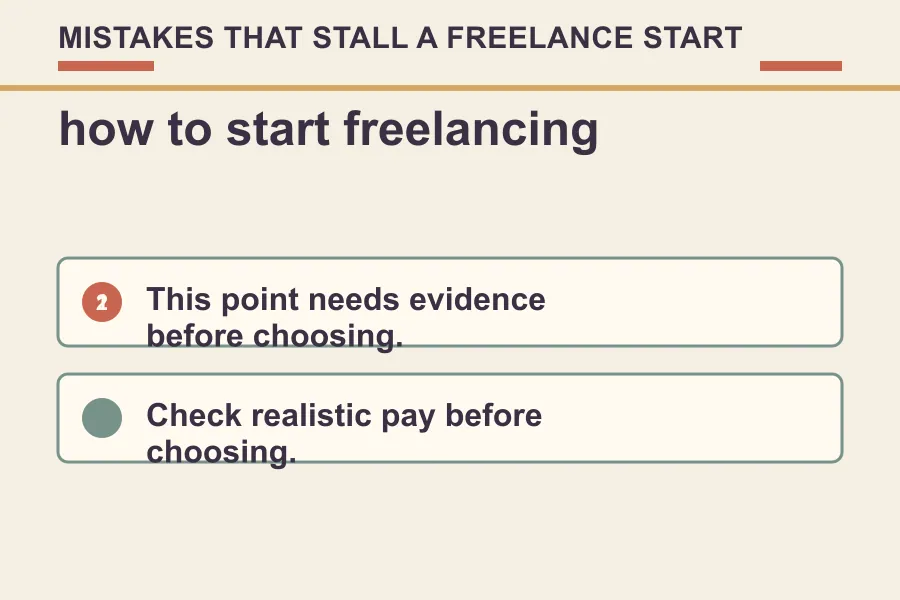 MISTAKES THAT STALL A FREELANCE START
how to start freelancing
2 This point needs evidence
before choosing.
Check realistic pay before
choosing.